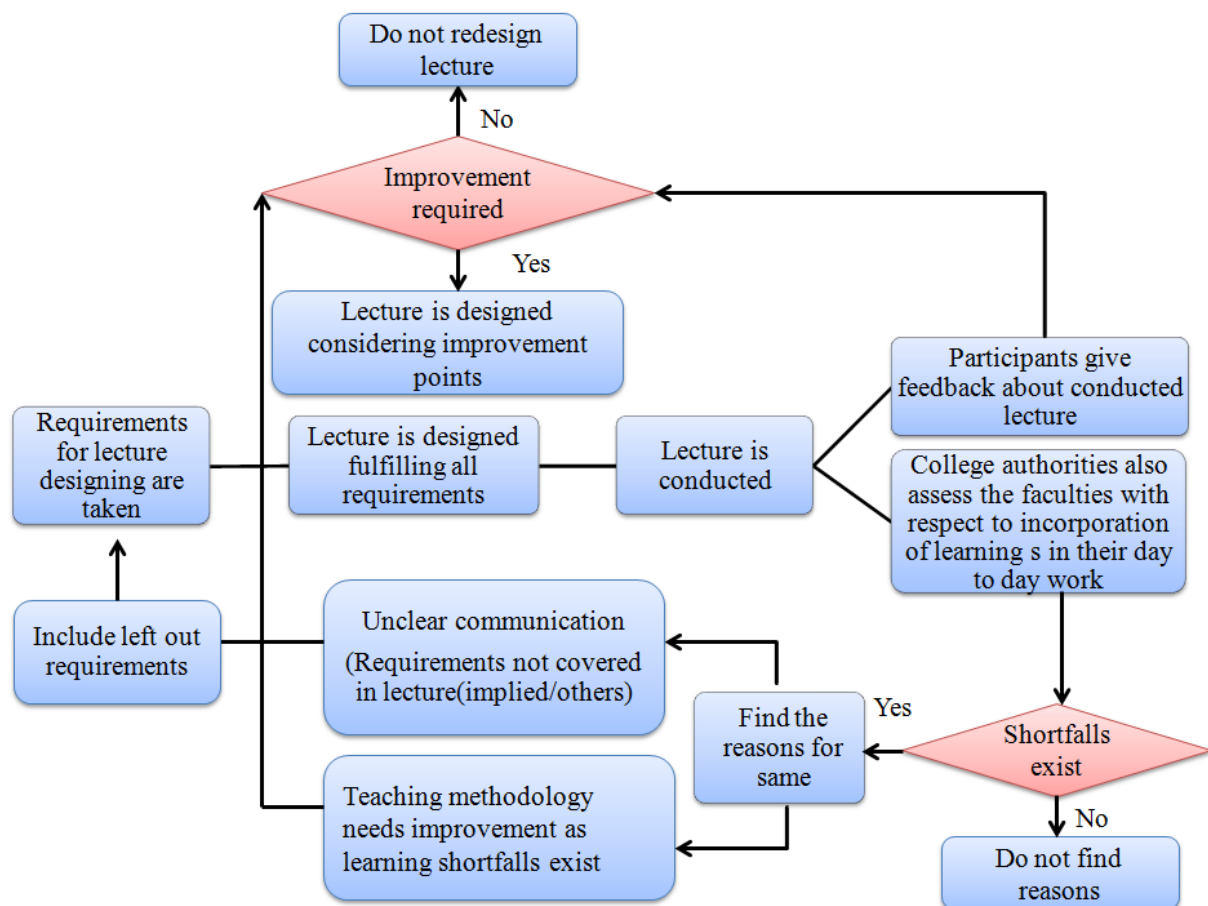 Do not redesign
lecture
No
Improvement
required
Yes
Lecture is designed
considering improvement
points
Participants give
feedback about conducted
lecture
Requirements
for lecture
designing are
taken
Lecture is designed
fulfilling all
requirements
Lecture is
conducted
College authorities also
assess the faculties with
respect to incorporation
of learning s in their day
to day work
Include left out
requirements
Unclear communication
(Requirements not covered
in lecture(implied/others)
Find the
reasons for
same
Yes
Shortfalls
exist
Teaching methodology
needs improvement as
learning shortfalls exist
No
Do not find
reasons